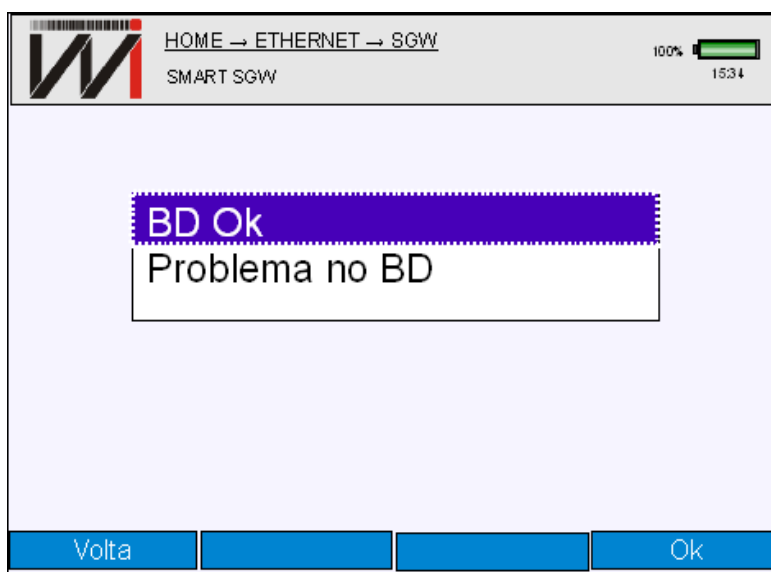 HOME → ETHERNET → SGW
SMART SGW
100%
15:34
BD Ok
Problema no BD
Volta
Ok